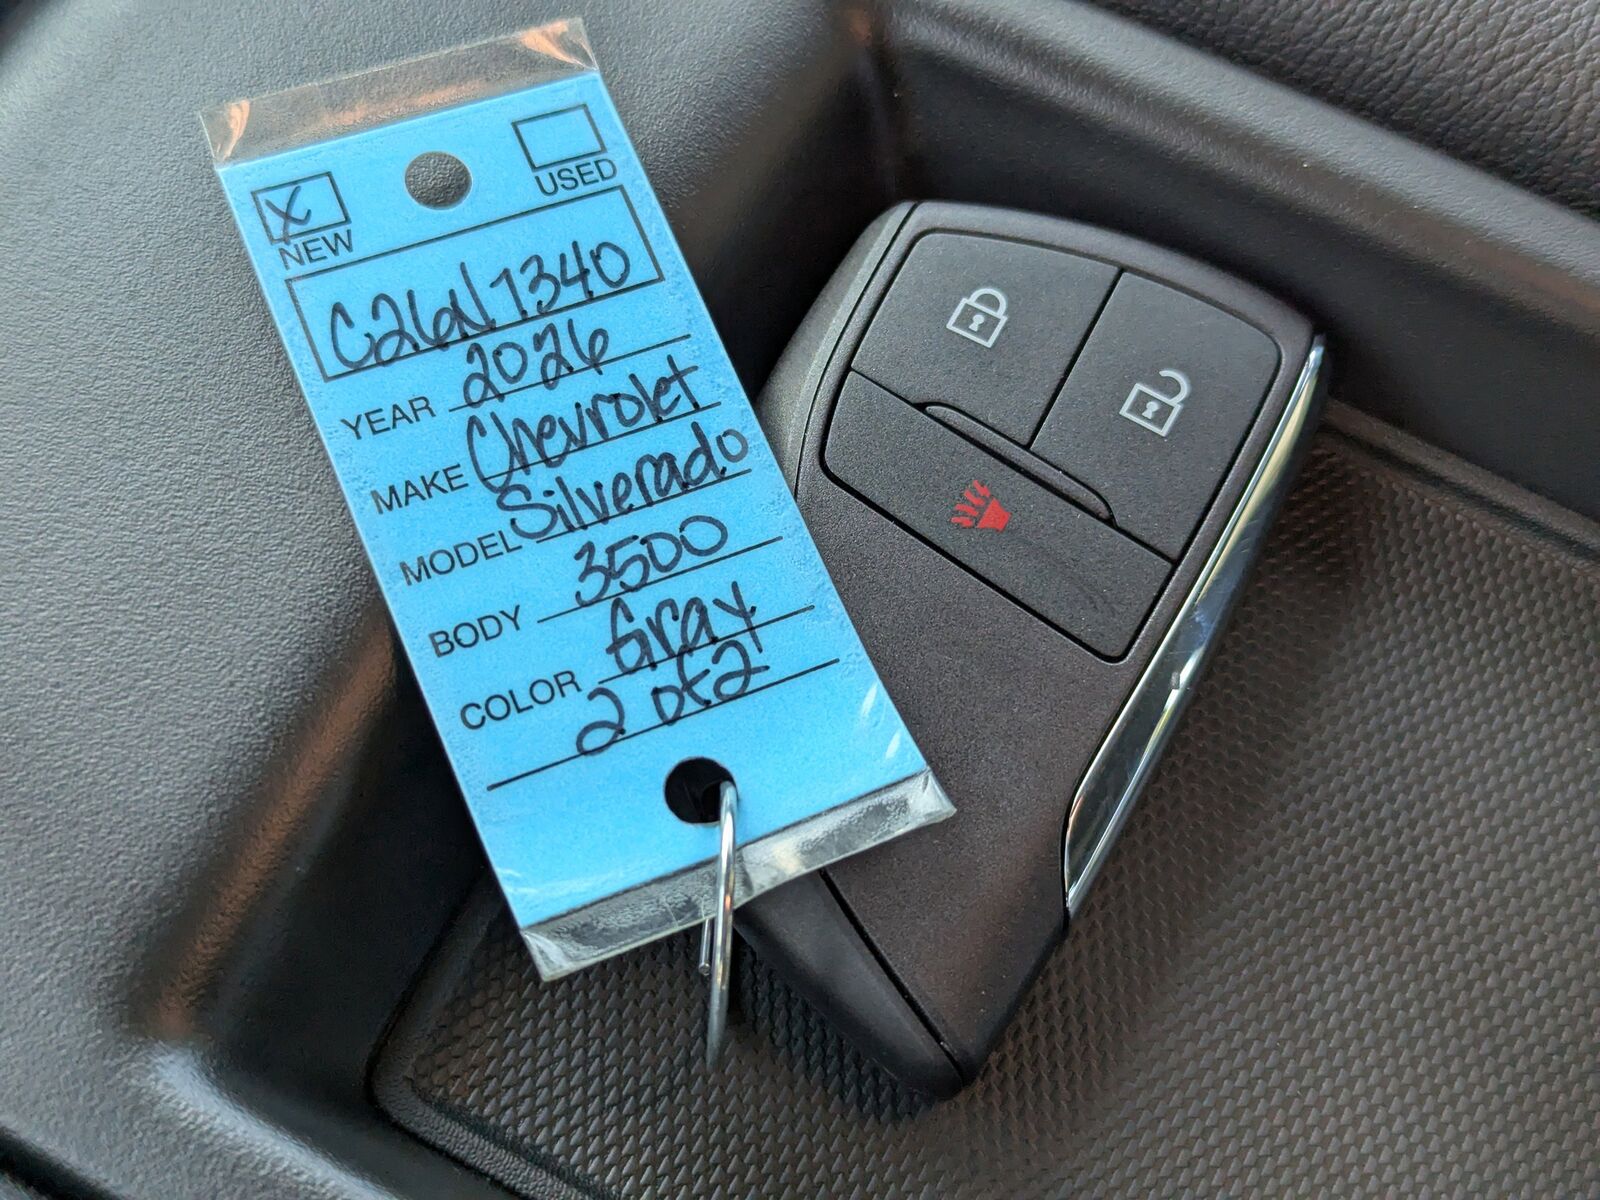 X
NEW
USED
C26N1340
YEAR 2026
MAKE Chevrolet
MODEL Silverado
BODY 3500
COLOR Gray
2 of 2